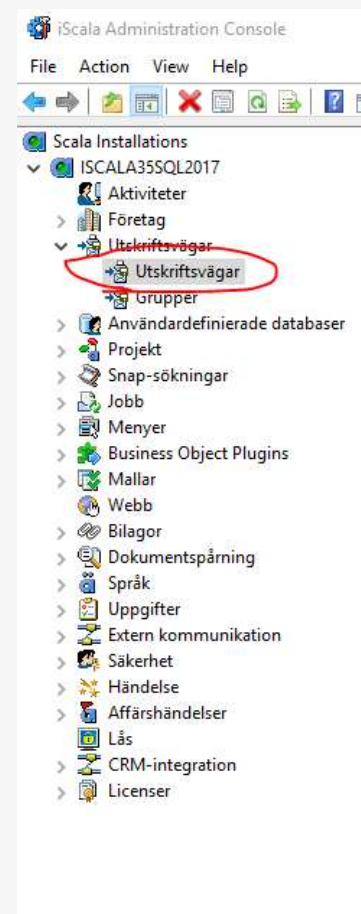 iScala Administration Console
File Action View Help
Scala Installations
ISCALA35SQL2017
Aktiviteter
Företag
Utskriftsvägar
Utskriftsvägar
Grupper
Användardefinierade databaser
Projekt
Snap-sökningar
Jobb
Menyer
Business Object Plugins
Mallar
Webb
Bilagor
Dokumentspårning
Språk
Uppgifter
Extern kommunikation
Säkerhet
Händelse
Affärshändelser
Lås
CRM-integration
Licenser